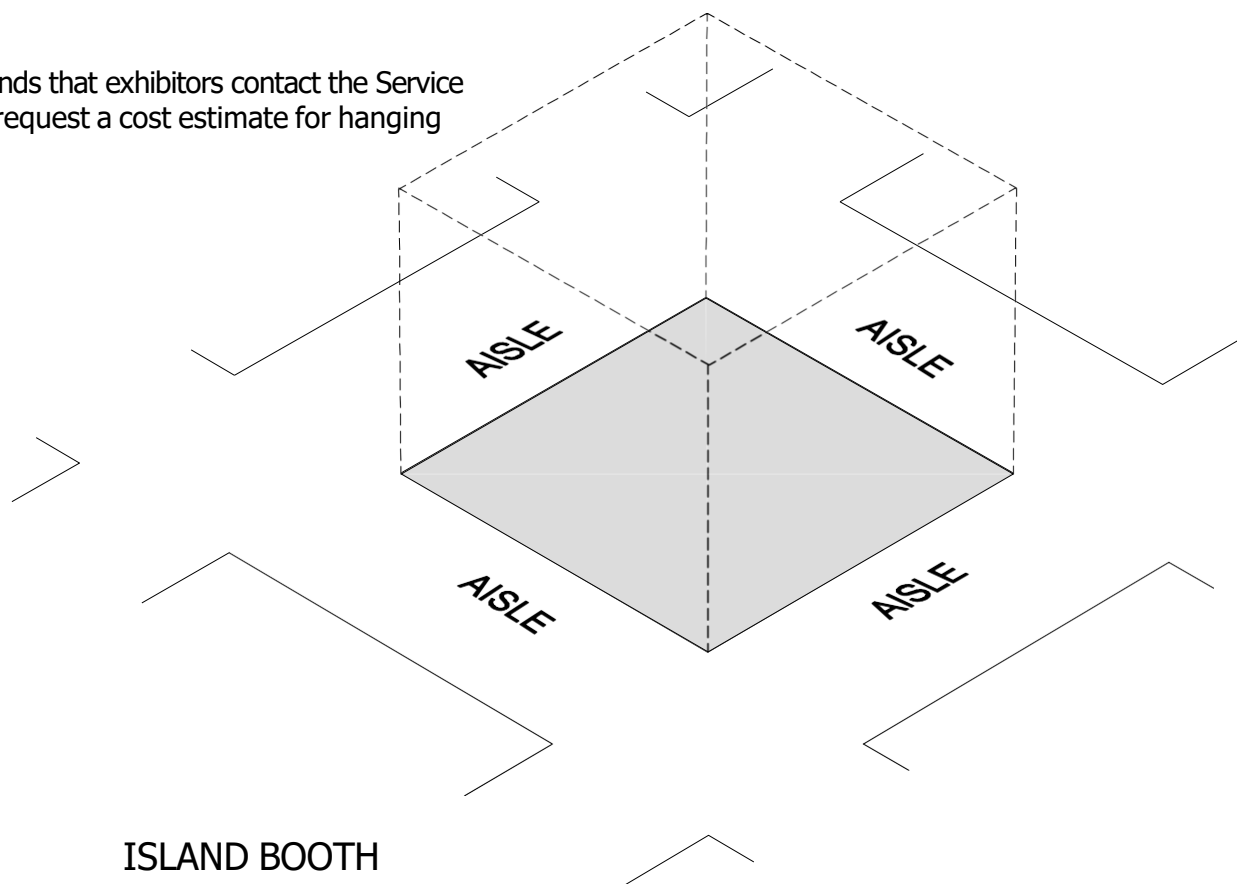 nds that exhibitors contact the Service
request a cost estimate for hanging
AISLE
AISLE
AISLE
AISLE
ISLAND BOOTH